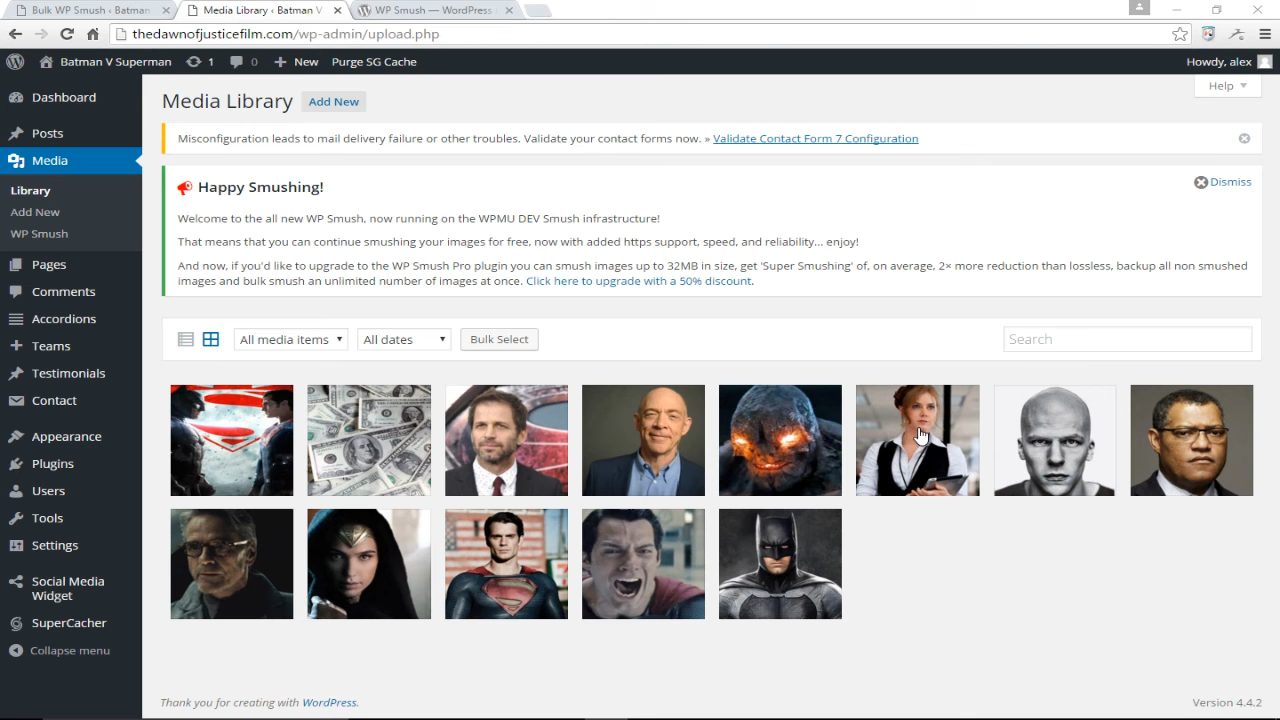 Bulk WP Smush ‹ Batman
Media Library ‹ Batman V
WP Smush — WordPress
thedawnofjusticefilm.com/wp-admin/upload.php
Batman V Superman
1
0
New
Purge SG Cache
Howdy, alex
Dashboard
Posts
Media
Library
Add New
WP Smush
Pages
Comments
Accordions
Teams
Testimonials
Contact
Appearance
Plugins
Users
Tools
Settings
Social Media
Widget
SuperCacher
Collapse menu
Help
Media Library
Add New
Misconfiguration leads to mail delivery failure or other troubles. Validate your contact forms now. » Validate Contact Form 7 Configuration
Happy Smushing!
Dismiss
Welcome to the all new WP Smush, now running on the WPMU DEV Smush infrastructure!
That means that you can continue smushing your images for free, now with added https support, speed, and reliability... enjoy!
And now, if you'd like to upgrade to the WP Smush Pro plugin you can smush images up to 32MB in size, get 'Super Smushing' of, on average, 2× more reduction than lossless, backup all non smushed
images and bulk smush an unlimited number of images at once. Click here to upgrade with a 50% discount.
All media items
All dates
Bulk Select
Search
Thank you for creating with WordPress.
Version 4.4.2